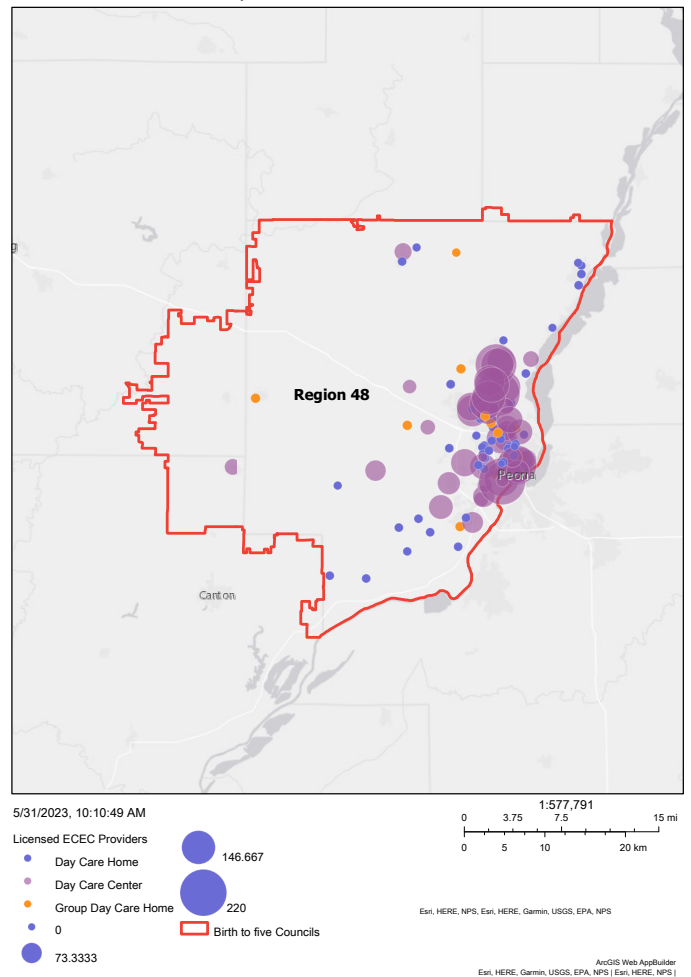 g
Region 48
Peoria
Canton
5/31/2023, 10:10:49 AM
Licensed ECEC Providers
Day Care Home
Day Care Center
Group Day Care Home
0
73.3333
146.667
220
Birth to five Councils
1:577,791
0 3.75 7.5 15 mi
0 5 10 20 km
Esri, HERE, NPS, Esri, HERE, Garmin, USGS, EPA, NPS
ArcGIS Web AppBuilder
Esri, HERE, Garmin, USGS, EPA, NPS | Esri, HERE, NPS |